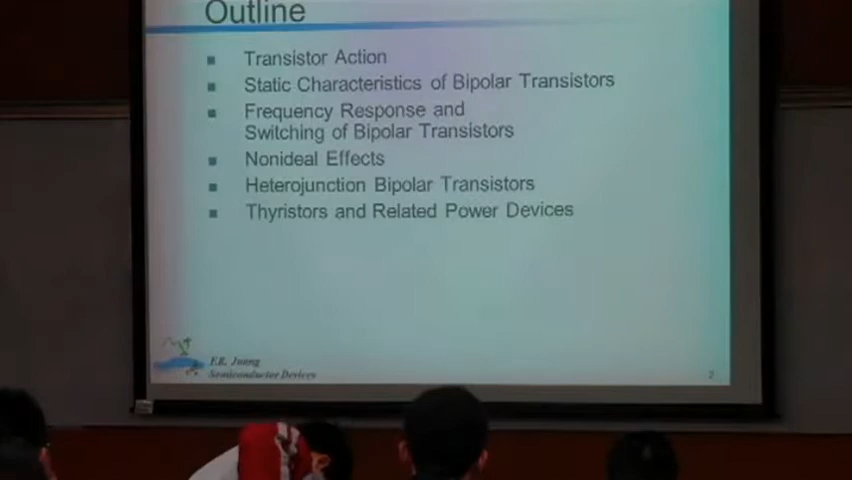 Outline
Transistor Action
Static Characteristics of Bipolar Transistors
Frequency Response and
Switching of Bipolar Transistors
Nonideal Effects
Heterojunction Bipolar Transistors
Thyristors and Related Power Devices
Juang
Semiconductor Devices
2